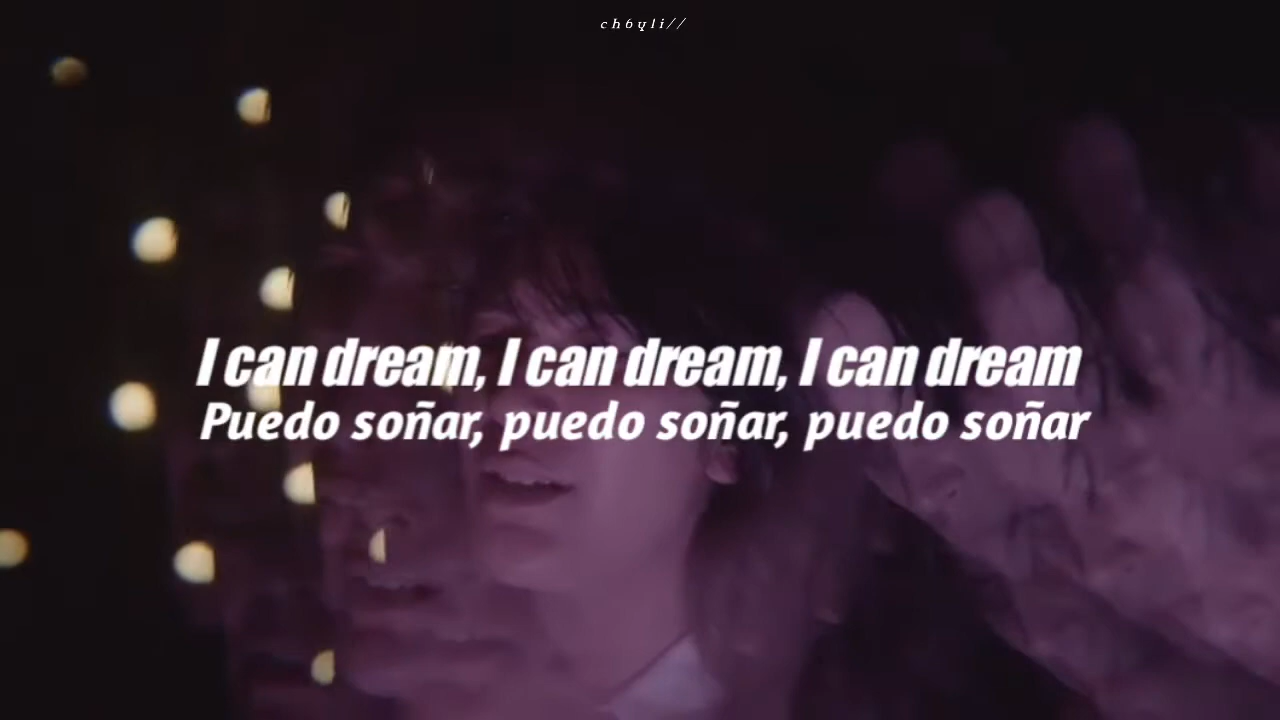 ch6yli//
I can dream, I can dream, I can dream
Puedo soñar, puedo soñar, puedo soñar